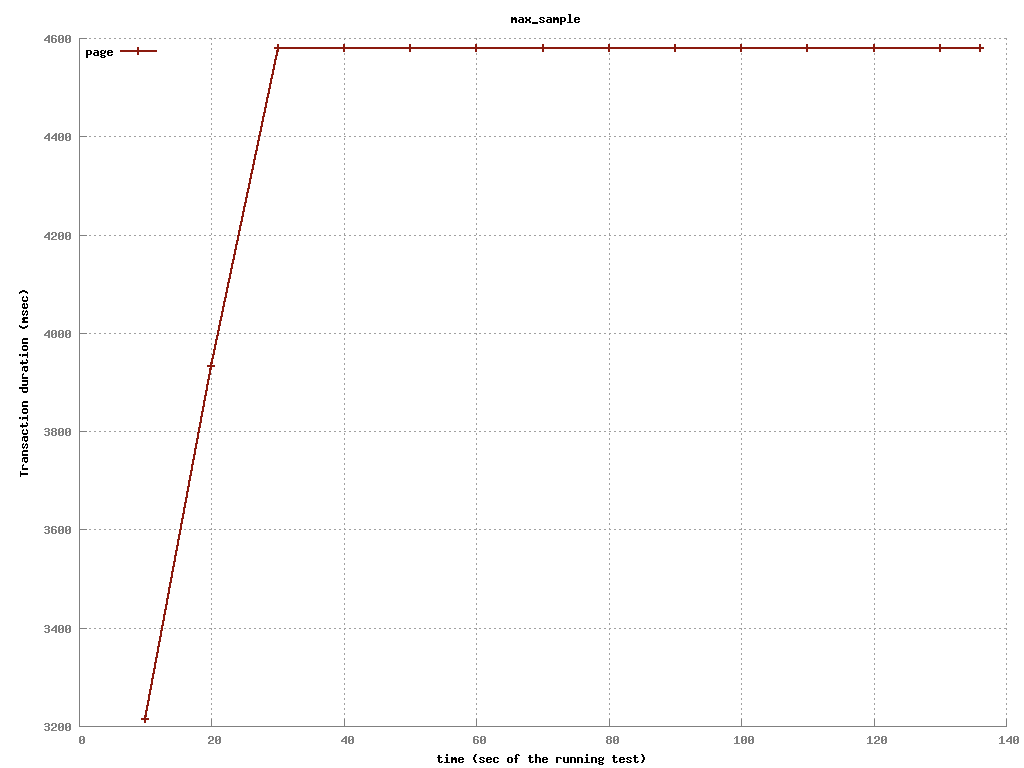 max_sample
page
4600
4400
4200
4000
3800
3600
3400
3200
Transaction duration (msec)
0 20 40 60 80 100 120 140
time (sec of the running test)